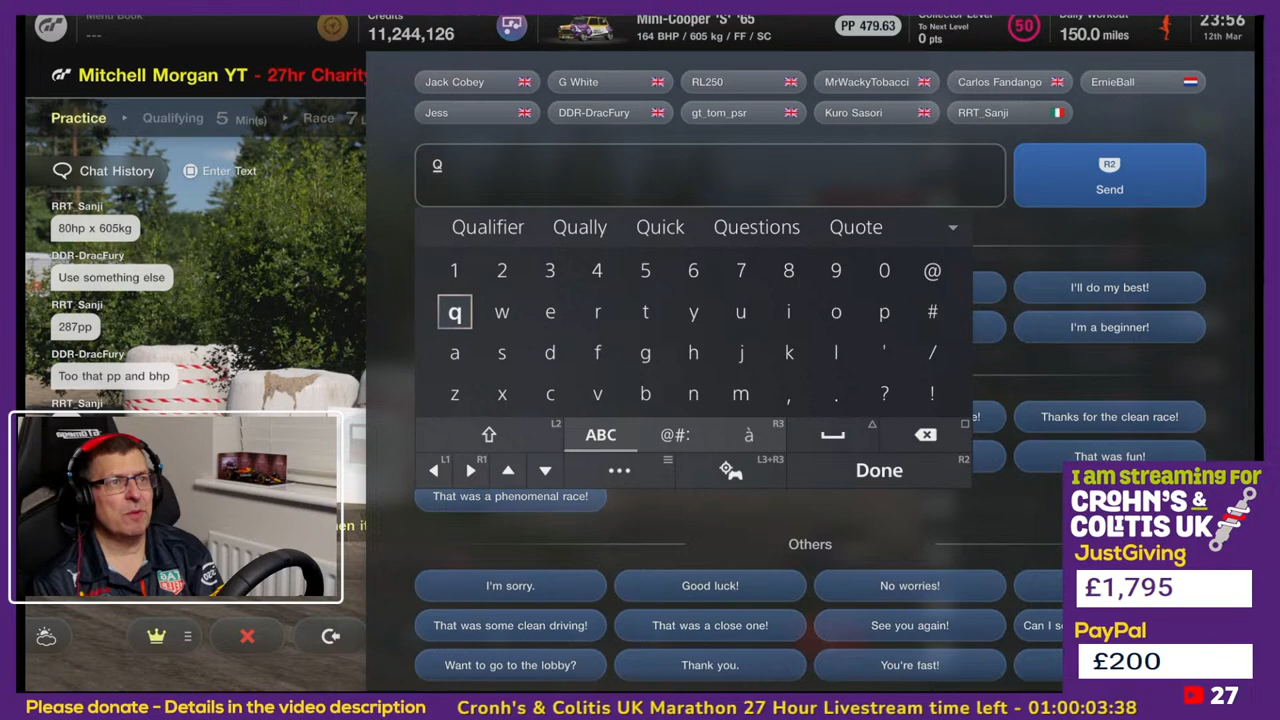 Menu Book
---
Credits
11,244,126
Mini-Cooper 'S' '65
164 BHP / 605 kg / FF / SC
PP 479.63
Collector Level
To Next Level
0 pts
50
Daily Workout
150.0 miles
23:56
12th Mar
Mitchell Morgan YT - 27hr Charity
Practice
Qualifying 5 Min(s)
Race 7 L
Chat History
Enter Text
RRT_Sanji
80hp x 605kg
DDR-DracFury
Use something else
RRT_Sanji
287pp
DDR-DracFury
Too that pp and bhp
RRT_Sanji
Jack Cobey
G White
RL250
MrWackyTobacci
Carlos Fandango
ErnieBall
Jess
DDR-DracFury
gt_tom_psr
Kuro Sasori
RRT_Sanji
Q
R2
Send
Qualifier Qually Quick Questions Quote
1 2 3 4 5 6 7 8 9 0 @
q w e r t y u i o p #
a s d f g h j k l ' /
z x c v b n m , . ? !
L2
ABC
@#:
à
R3
L1
R1
...
L3+R3
Done
R2
I'll do my best!
I'm a beginner!
Thanks for the clean race!
That was fun!
That was a phenomenal race!
Others
I'm sorry.
Good luck!
No worries!
That was some clean driving!
That was a close one!
See you again!
Can I s
Want to go to the lobby?
Thank you.
You're fast!
GT Omega
I am streaming for
CROHN'S &
COLITIS UK
JustGiving
£1,795
PayPal
£200
27
Please donate - Details in the video description
Cronh's & Colitis UK Marathon 27 Hour Livestream time left - 01:00:03:38